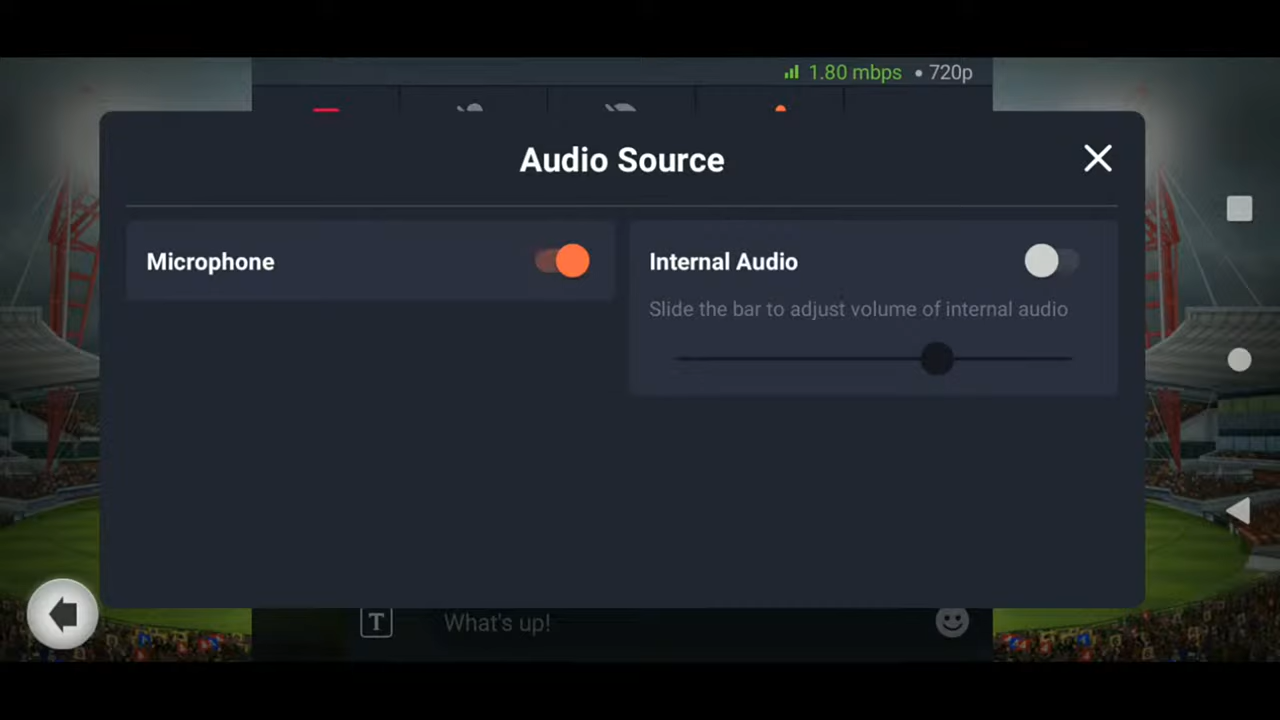 1.80 mbps • 720p
Audio Source
Microphone
Internal Audio
Slide the bar to adjust volume of internal audio
T
What's up!